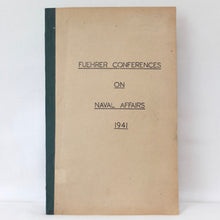 FUEHRER CONFERENCES
ON
NAVAL AFFAIRS
1941